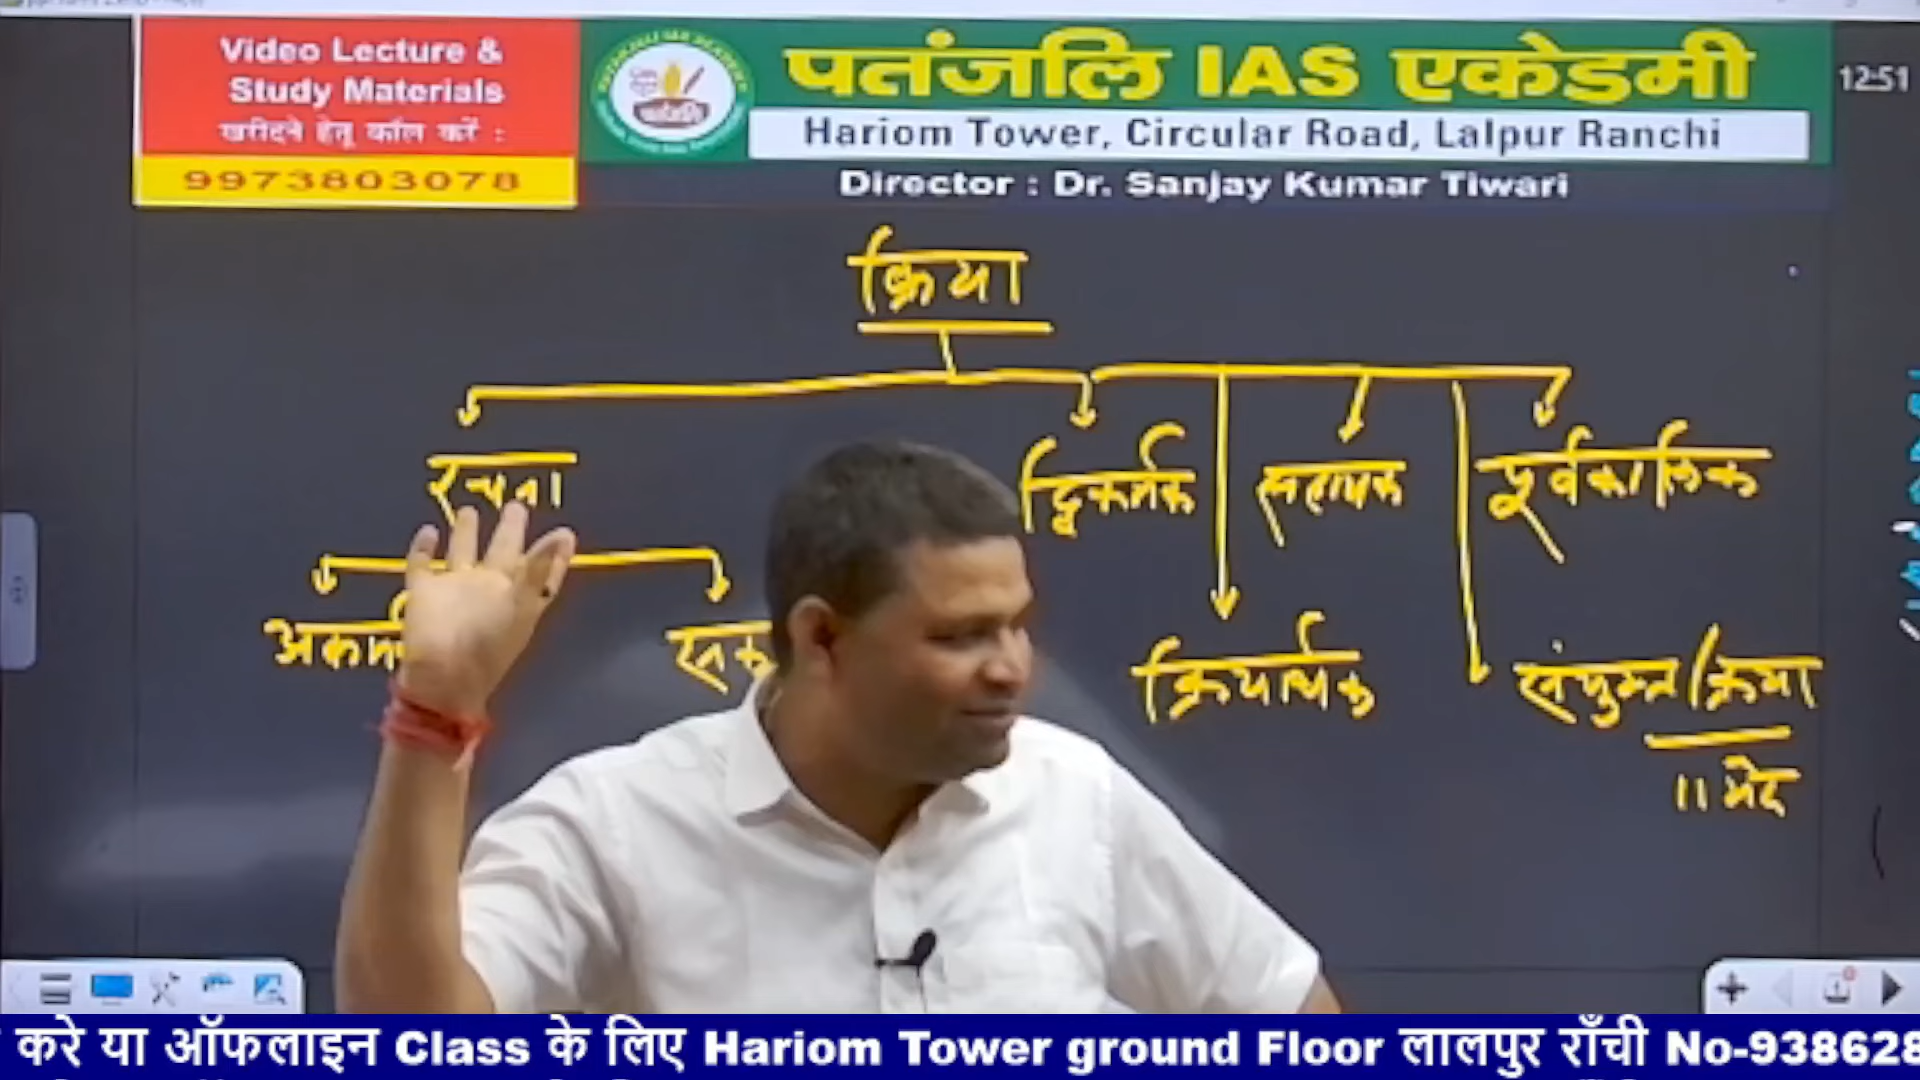 Video Lecture &
Study Materials
खरीदने हेतू कॉल करें :
9973803078
पतंजलि IAS एकेडमी
Hariom Tower, Circular Road, Lalpur Ranchi
Director : Dr. Sanjay Kumar Tiwari
12:51
क्रिया
रचना
द्विकर्मक
सहायक
पूर्वकालिक
क्रियार्थक
संयुक्त क्रिया
11 भेद
करे या ऑफलाइन Class के लिए Hariom Tower ground Floor लालपुर राँची No-938628